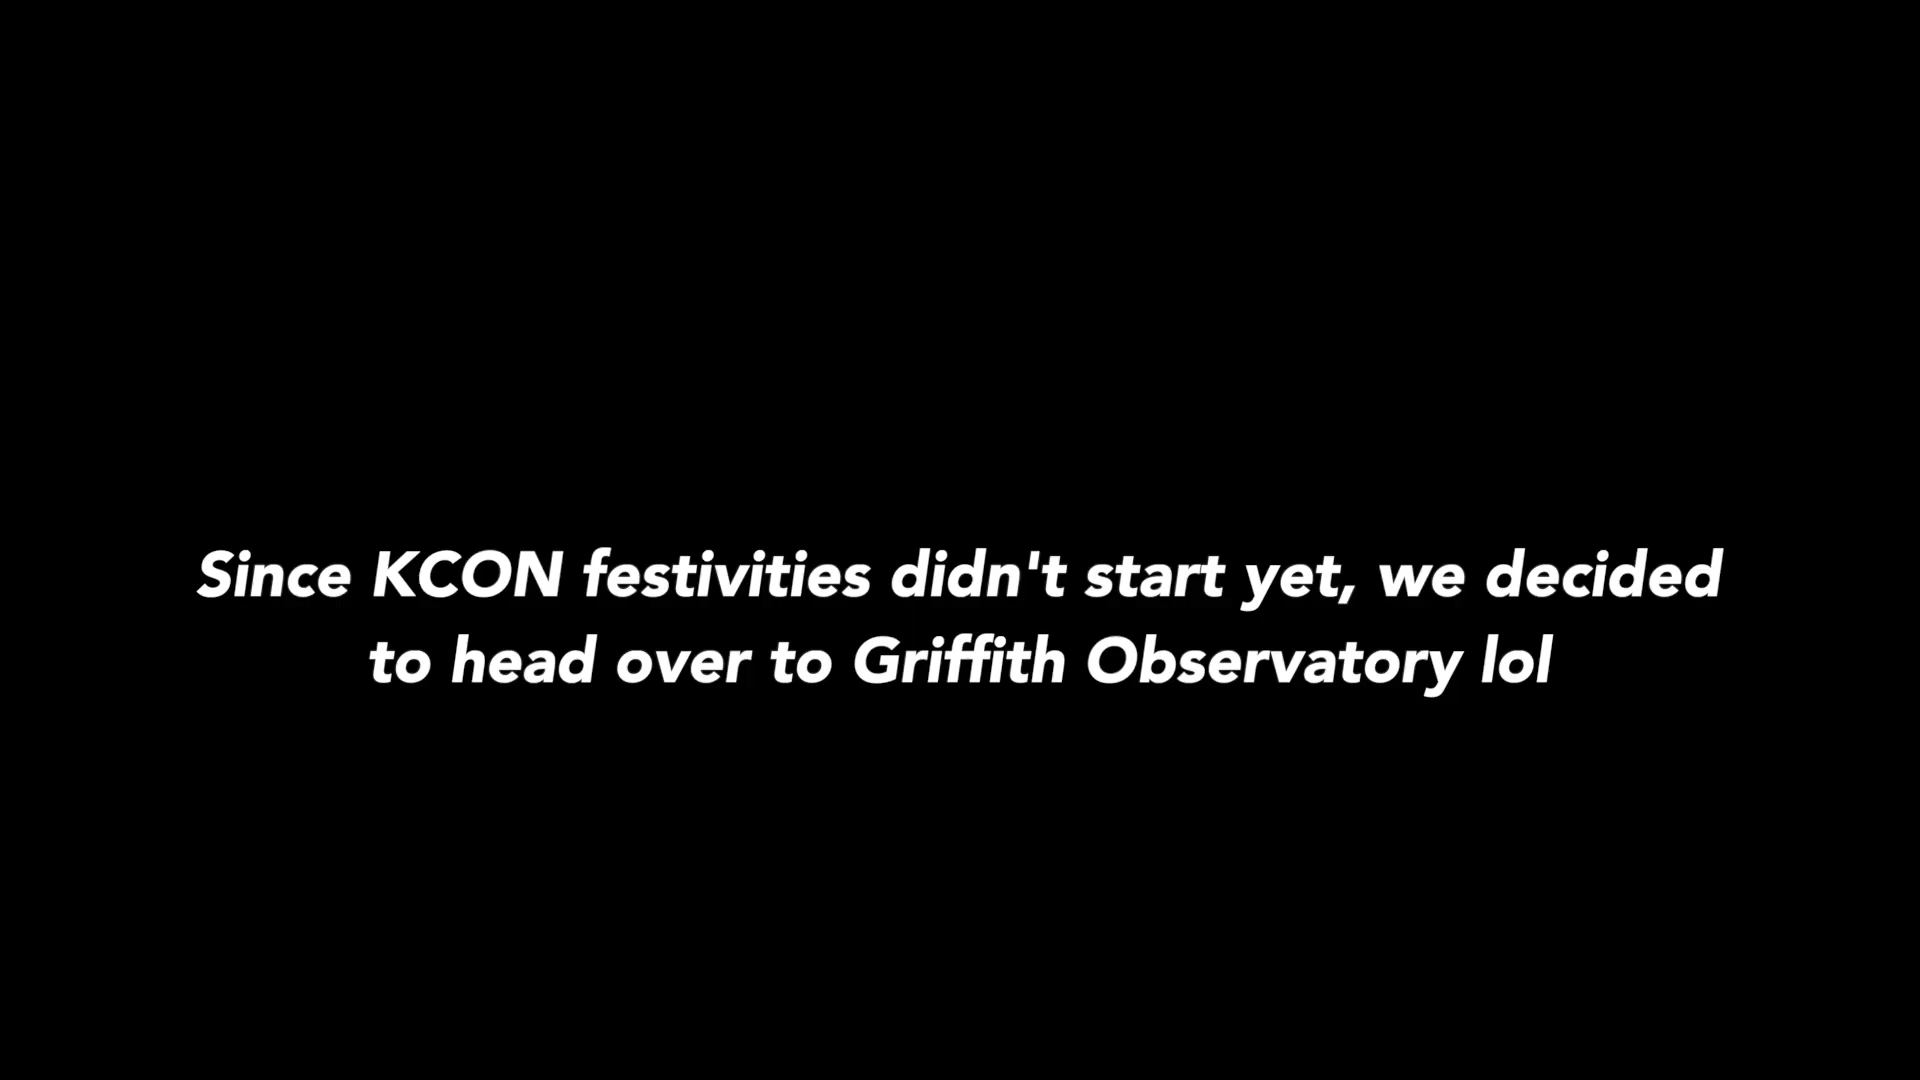 Since KCON festivities didn't start yet, we decided
to head over to Griffith Observatory lol